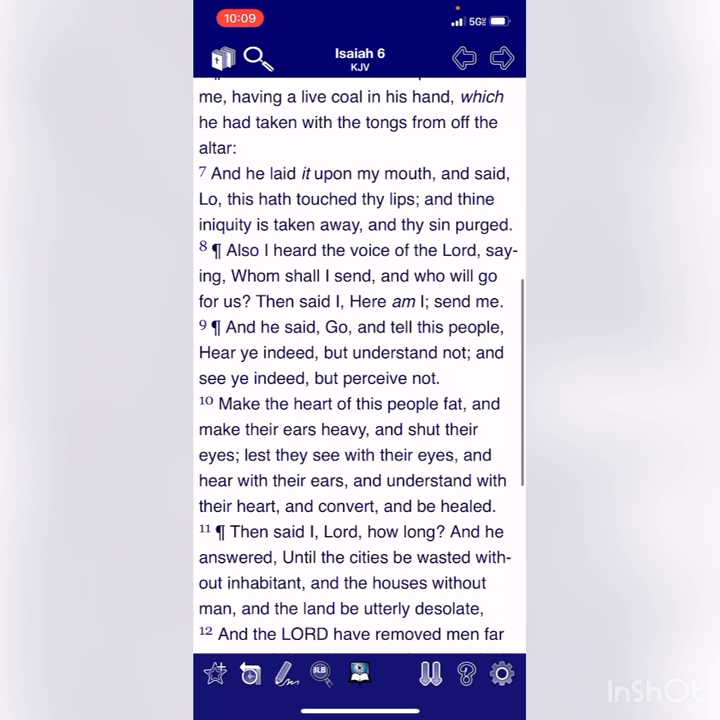 10:09
5G
Isaiah 6
KJV
me, having a live coal in his hand, which
he had taken with the tongs from off the
altar:
7 And he laid it upon my mouth, and said,
Lo, this hath touched thy lips; and thine
iniquity is taken away, and thy sin purged.
8 ¶ Also I heard the voice of the Lord, say-
ing, Whom shall I send, and who will go
for us? Then said I, Here am I; send me.
9 ¶ And he said, Go, and tell this people,
Hear ye indeed, but understand not; and
see ye indeed, but perceive not.
10 Make the heart of this people fat, and
make their ears heavy, and shut their
eyes; lest they see with their eyes, and
hear with their ears, and understand with
their heart, and convert, and be healed.
11 ¶ Then said I, Lord, how long? And he
answered, Until the cities be wasted with-
out inhabitant, and the houses without
man, and the land be utterly desolate,
12 And the LORD have removed men far
BLB
InShOt